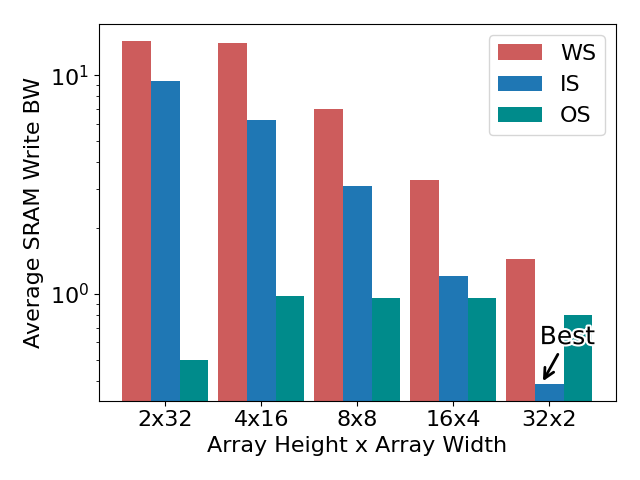 WS
IS
OS
Average SRAM Write BW
10¹
10⁰
Best
2x32 4x16 8x8 16x4 32x2
Array Height x Array Width